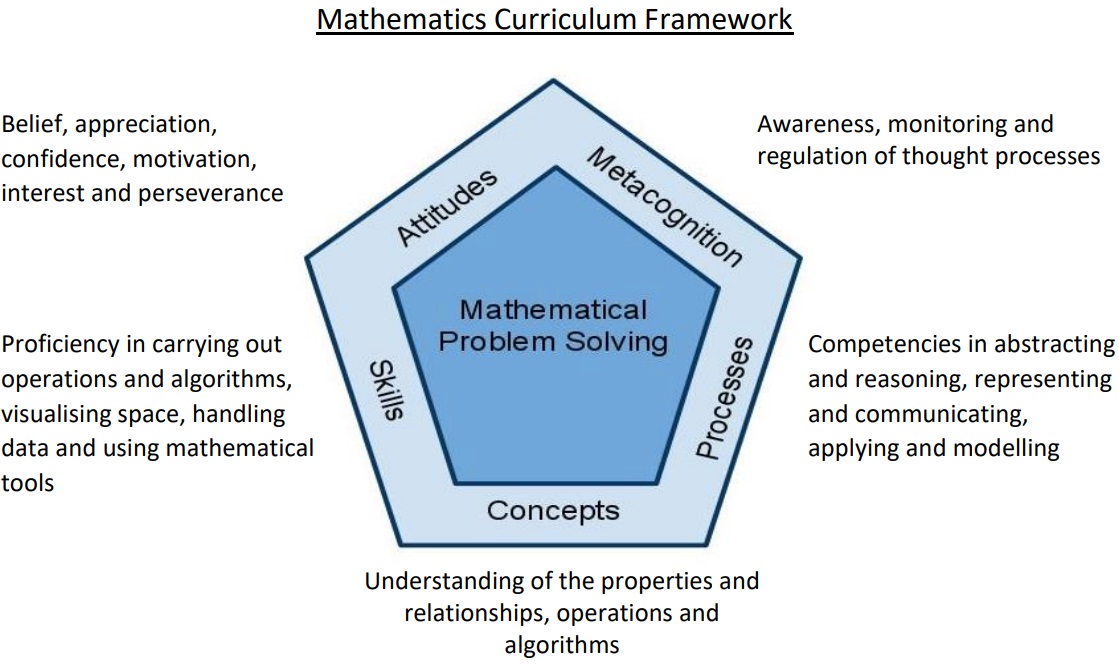 Mathematics Curriculum Framework
Belief, appreciation,
confidence, motivation,
interest and perseverance
Awareness, monitoring and
regulation of thought processes
Attitudes
Metacognition
Mathematical
Problem Solving
Proficiency in carrying out
operations and algorithms,
visualising space, handling
data and using mathematical
tools
Skills
Processes
Competencies in abstracting
and reasoning, representing
and communicating,
applying and modelling
Concepts
Understanding of the properties and
relationships, operations and
algorithms